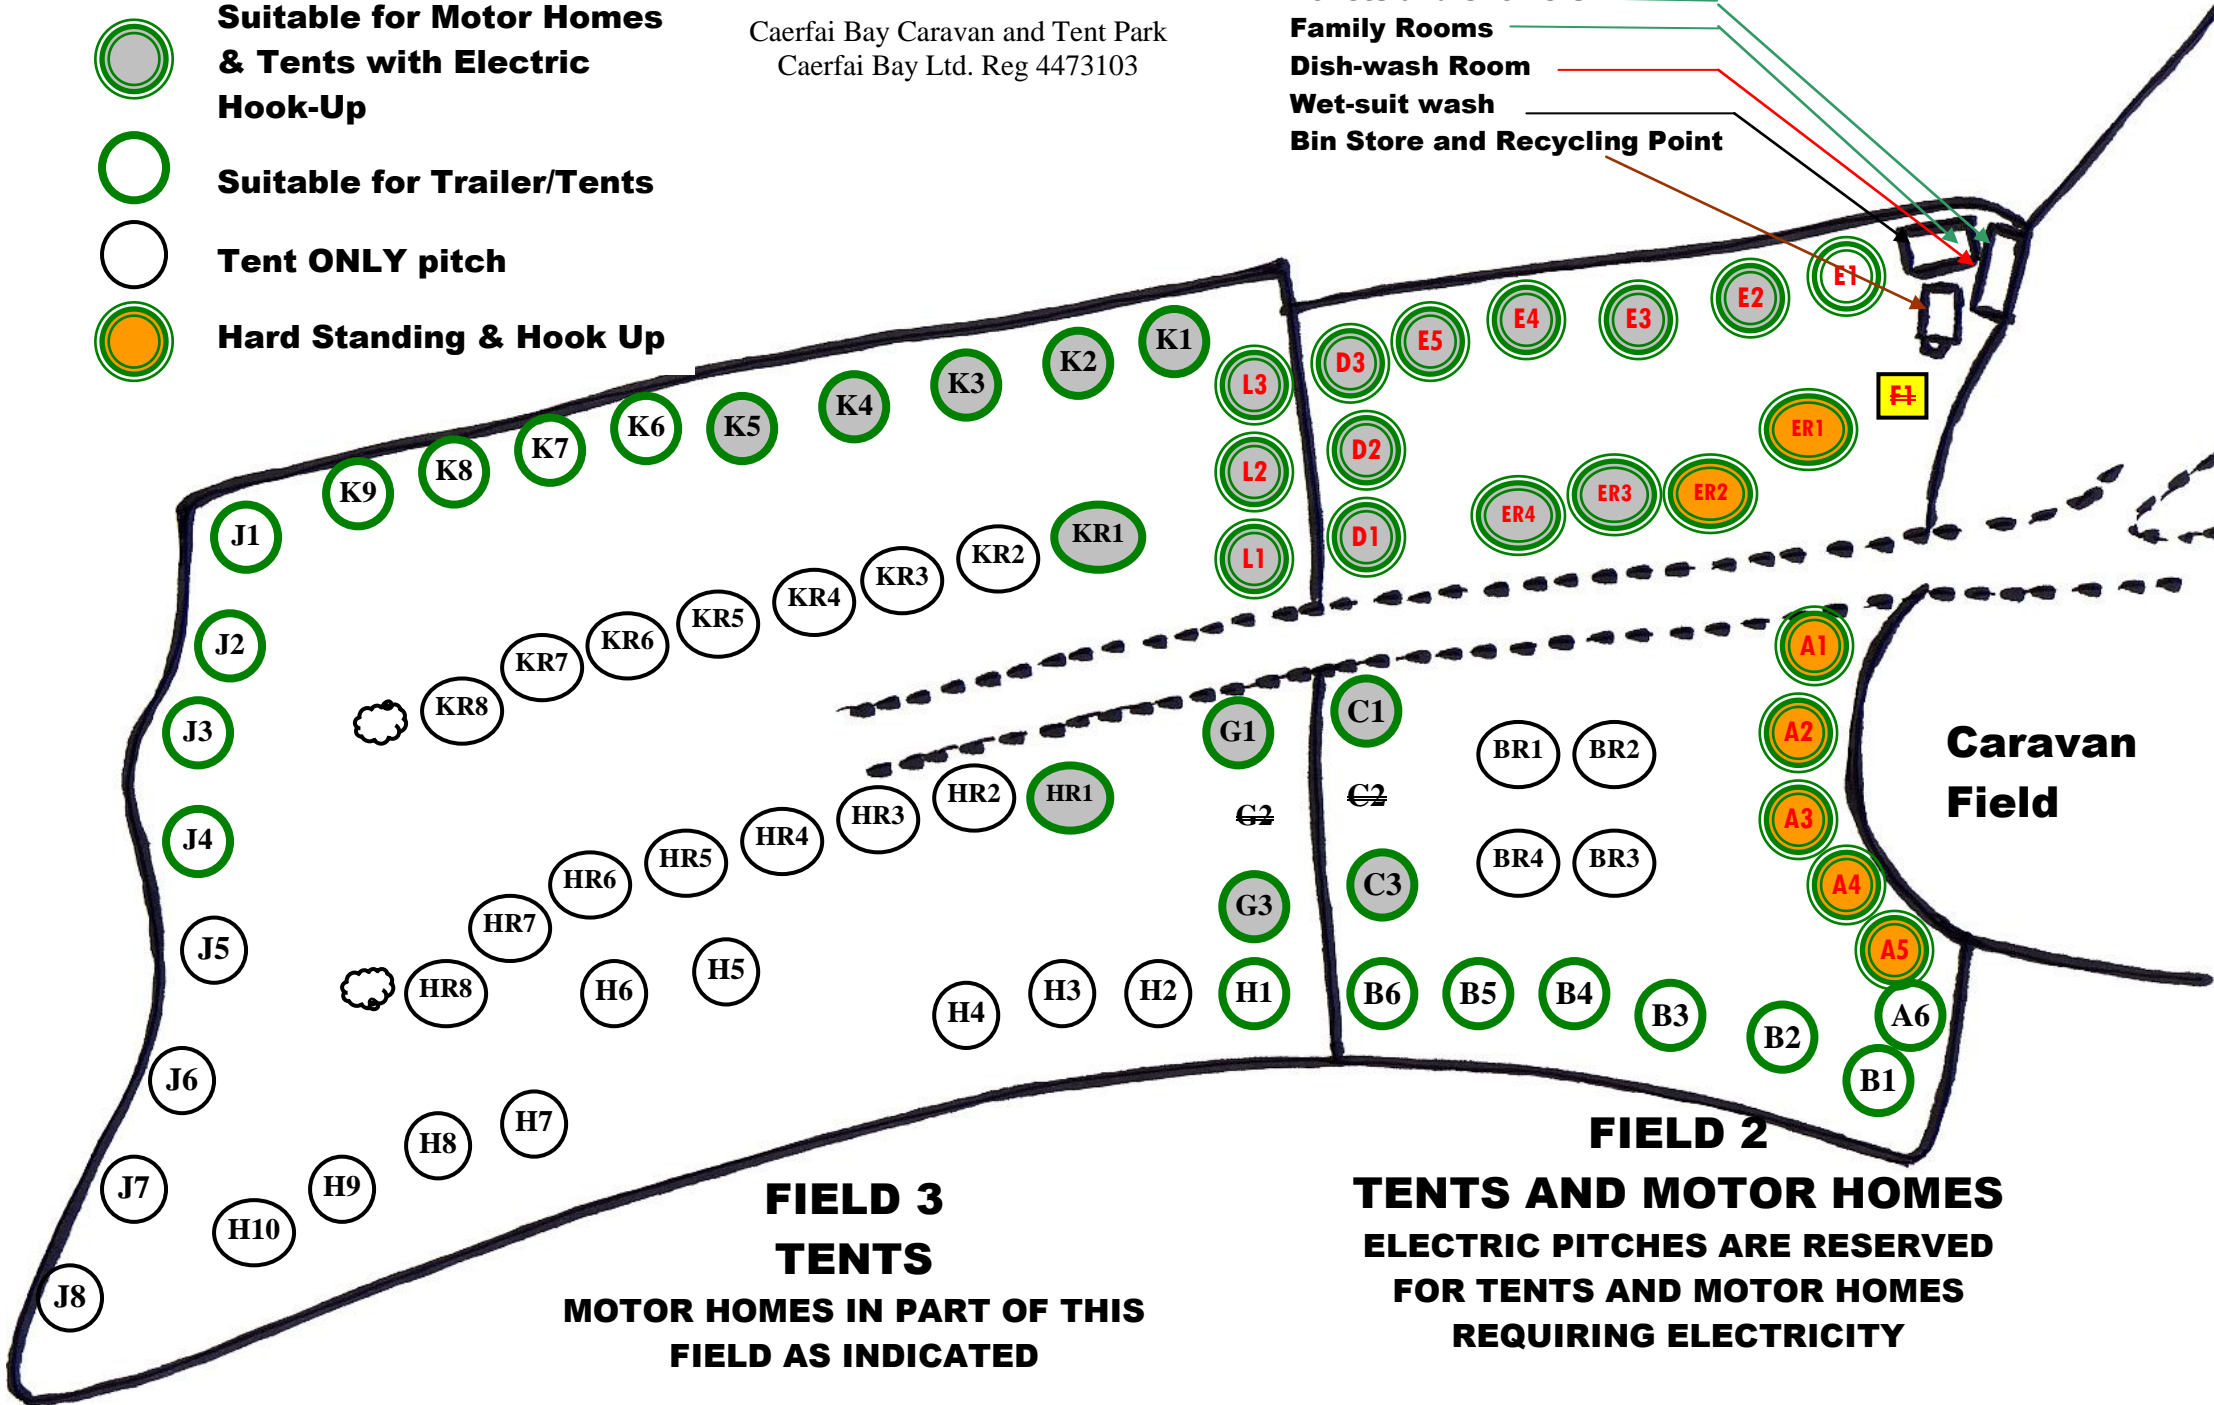 Suitable for Motor Homes
& Tents with Electric
Hook-Up
Suitable for Trailer/Tents
Tent ONLY pitch
Hard Standing & Hook Up
Caerfai Bay Caravan and Tent Park
Caerfai Bay Ltd. Reg 4473103
Family Rooms
Dish-wash Room
Wet-suit wash
Bin Store and Recycling Point
E1
E2
E3
E4
E5
D3
D2
D1
L3
L2
L1
K1
K2
K3
K4
K5
K6
K7
K8
K9
E1
ER1
ER2
ER3
ER4
KR1
KR2
KR3
KR4
KR5
KR6
KR7
KR8
J1
J2
J3
J4
J5
J6
J7
J8
A1
A2
A3
A4
A5
A6
Caravan
Field
C1
C2
C3
BR1
BR2
BR4
BR3
G1
G2
G3
HR1
HR2
HR3
HR4
HR5
HR6
HR7
HR8
H1
H2
H3
H4
H5
H6
H7
H8
H9
H10
B6
B5
B4
B3
B2
B1
FIELD 3
TENTS
MOTOR HOMES IN PART OF THIS
FIELD AS INDICATED
FIELD 2
TENTS AND MOTOR HOMES
ELECTRIC PITCHES ARE RESERVED
FOR TENTS AND MOTOR HOMES
REQUIRING ELECTRICITY